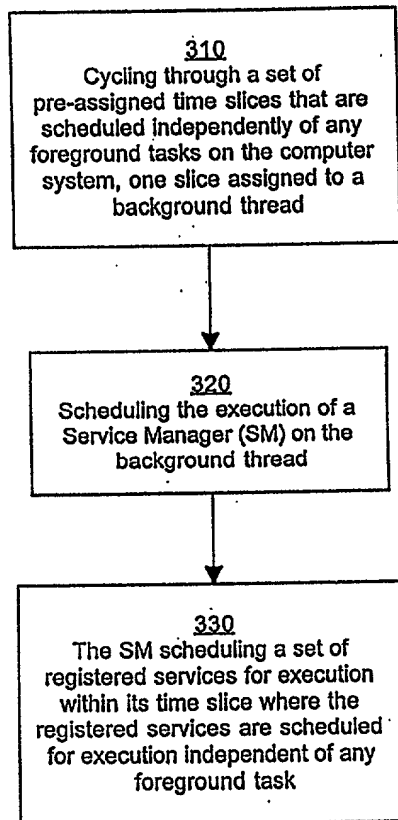 310
Cycling through a set of
pre-assigned time slices that are
scheduled independently of any
foreground tasks on the computer
system, one slice assigned to a
background thread
320
Scheduling the execution of a
Service Manager (SM) on the
background thread
330
The SM scheduling a set of
registered services for execution
within its time slice where the
registered services are scheduled
for execution independent of any
foreground task